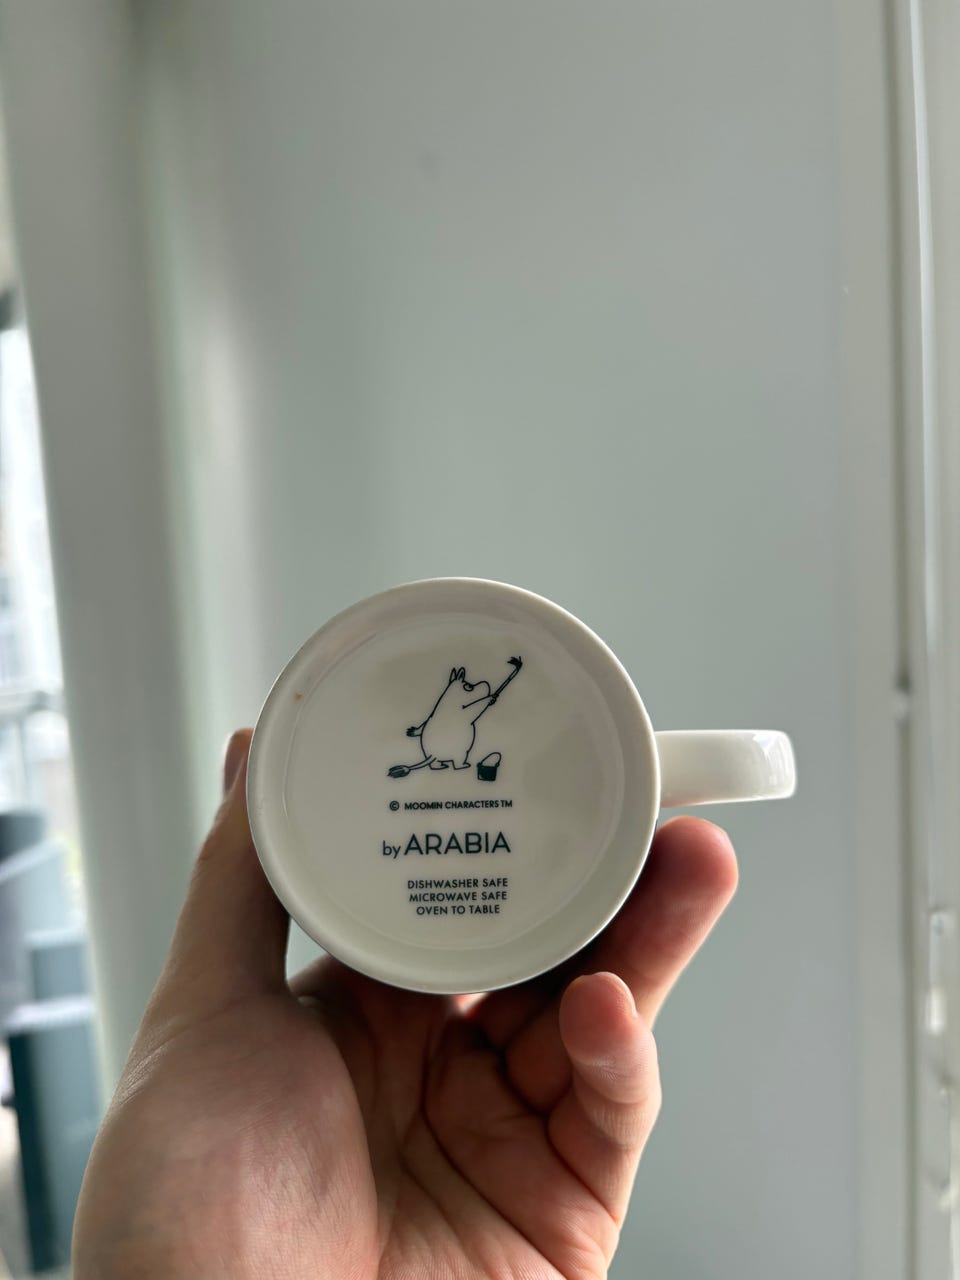 © MOOMIN CHARACTERS TM
by ARABIA
DISHWASHER SAFE
MICROWAVE SAFE
OVEN TO TABLE